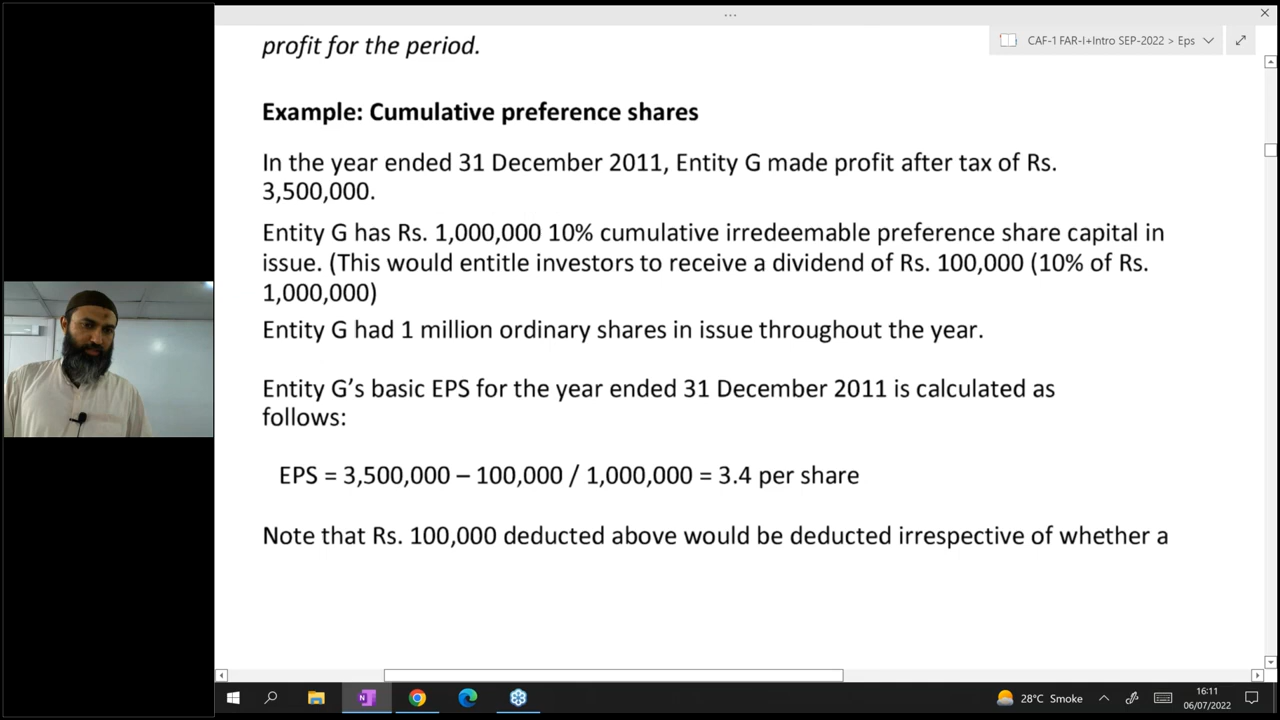 ...
profit for the period.
CAF-1 FAR-I+Intro SEP-2022 > Eps
Example: Cumulative preference shares
In the year ended 31 December 2011, Entity G made profit after tax of Rs.
3,500,000.
Entity G has Rs. 1,000,000 10% cumulative irredeemable preference share capital in
issue. (This would entitle investors to receive a dividend of Rs. 100,000 (10% of Rs.
1,000,000)
Entity G had 1 million ordinary shares in issue throughout the year.
Entity G’s basic EPS for the year ended 31 December 2011 is calculated as
follows:
EPS = 3,500,000 – 100,000 / 1,000,000 = 3.4 per share
Note that Rs. 100,000 deducted above would be deducted irrespective of whether a
28°C Smoke
16:11
06/07/2022